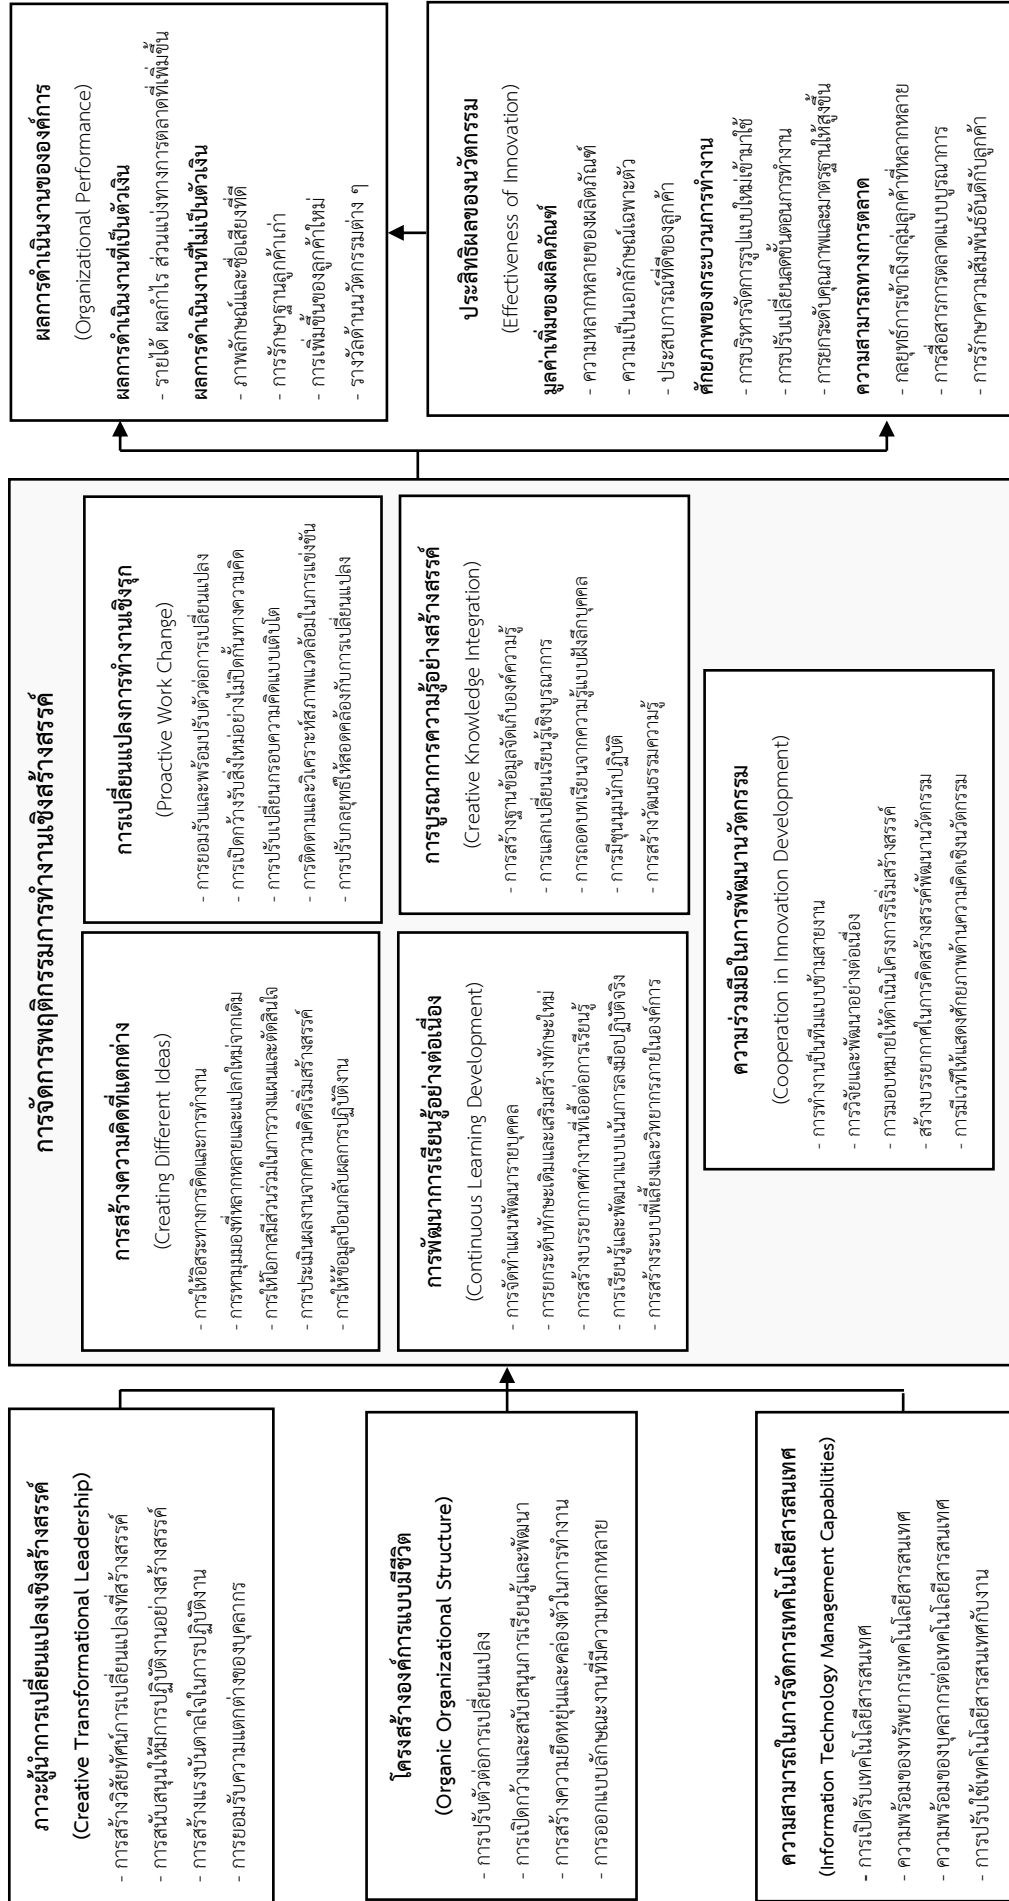 ภาวะผู้นำการเปลี่ยนแปลงเชิงสร้างสรรค์
(Creative Transformational Leadership)
- การสร้างวิสัยทัศน์การเปลี่ยนแปลงที่สร้างสรรค์
- การสนับสนุนให้มีการปฏิบัติงานอย่างสร้างสรรค์
- การสร้างแรงบันดาลใจในการปฏิบัติงาน
- การยอมรับความแตกต่างของบุคลากร
โครงสร้างองค์การแบบมีชีวิต
(Organic Organizational Structure)
- การปรับตัวต่อการเปลี่ยนแปลง
- การเปิดกว้างและสนับสนุนการเรียนรู้และพัฒนา
- การสร้างความยืดหยุ่นและคล่องตัวในการทำงาน
- การออกแบบลักษณะงานที่มีความหลากหลาย
ความสามารถในการจัดการเทคโนโลยีสารสนเทศ
(Information Technology Management Capabilities)
- การเปิดรับเทคโนโลยีสารสนเทศ
- ความพร้อมของทรัพยากรเทคโนโลยีสารสนเทศ
- ความพร้อมของบุคลากรต่อเทคโนโลยีสารสนเทศ
- การปรับใช้เทคโนโลยีสารสนเทศกับงาน
การจัดการพฤติกรรมการทำงานเชิงสร้างสรรค์
การสร้างความคิดที่แตกต่าง
(Creating Different Ideas)
- การให้อิสระทางการคิดและการทำงาน
- การหามุมมองที่หลากหลายและแปลกใหม่จากเดิม
- การให้โอกาสมีส่วนร่วมในการวางแผนและตัดสินใจ
- การประเมินผลงานจากความคิดริเริ่มสร้างสรรค์
- การให้ข้อมูลป้อนกลับผลการปฏิบัติงาน
การเปลี่ยนแปลงการทำงานเชิงรุก
(Proactive Work Change)
- การยอมรับและพร้อมปรับตัวต่อการเปลี่ยนแปลง
- การเปิดกว้างรับสิ่งใหม่อย่างไม่ปิดกั้นทางความคิด
- การปรับเปลี่ยนกรอบความคิดแบบเติบโต
- การติดตามและวิเคราะห์สภาพแวดล้อมในการแข่งขัน
- การปรับกลยุทธ์ให้สอดคล้องกับการเปลี่ยนแปลง
การพัฒนาการเรียนรู้อย่างต่อเนื่อง
(Continuous Learning Development)
- การจัดทำแผนพัฒนารายบุคคล
- การยกระดับทักษะเดิมและเสริมสร้างทักษะใหม่
- การสร้างบรรยากาศทำงานที่เอื้อต่อการเรียนรู้
- การเรียนรู้และพัฒนาแบบเน้นการลงมือปฏิบัติจริง
- การสร้างระบบพี่เลี้ยงและวิทยากรภายในองค์การ
การบูรณาการความรู้อย่างสร้างสรรค์
(Creative Knowledge Integration)
- การสร้างฐานข้อมูลจัดเก็บองค์ความรู้
- การแลกเปลี่ยนเรียนรู้เชิงบูรณาการ
- การถอดบทเรียนจากความรู้แบบฝังลึกบุคคล
- การมีชุนนุมนักปฏิบัติ
- การสร้างวัฒนธรรมความรู้
ความร่วมมือในการพัฒนานวัตกรรม
(Cooperation in Innovation Development)
- การทำงานป็นทีมแบบข้ามสายงาน
- การวิจัยและพัฒนาอย่างต่อเนื่อง
- การมอบหมายให้ดำเนินโครงการริเริ่มสร้างสรรค์
- สร้างบรรยากาศในการคิดสร้างสรรค์พัฒนานวัตกรรม
- การมีเวทีให้แสดงศักยภาพด้านความคิดเชิงนวัตกรรม
ผลการดำเนินงานขององค์การ
(Organizational Performance)
ผลการดำเนินงานที่เป็นตัวเงิน
- รายได้ ผลกำไร ส่วนแบ่งทางการตลาดที่เพิ่มขึ้น
ผลการดำเนินงานที่ไม่เป็นตัวเงิน
- ภาพลักษณ์และชื่อเสียงที่ดี
- การรักษาฐานลูกค้าเก่า
- การเพิ่มขึ้นของลูกค้าใหม่
- รางวัลด้านนวัตกรรมต่าง ๆ
ประสิทธิผลของนวัตกรรม
(Effectiveness of Innovation)
มูลค่าเพิ่มของผลิตภัณฑ์
- ความหลากหลายของผลิตภัณฑ์
- ความเป็นเอกลักษณ์เฉพาะตัว
- ประสบการณ์ที่ดีของลูกค้า
ศักยภาพของกระบวนการทำงาน
- การบริหารจัดการรูปแบบใหม่เข้ามาใช้
- การปรับเปลี่ยนลดขั้นตอนการทำงาน
- การยกระดับคุณภาพและมาตรฐานให้สูงขึ้น
ความสามารถทางการตลาด
- กลยุทธ์การเข้าถึงกลุ่มลูกค้าที่หลากหลาย
- การสื่อสารการตลาดแบบบูรณาการ
- การรักษาความสัมพันธ์อันดีกับลูกค้า